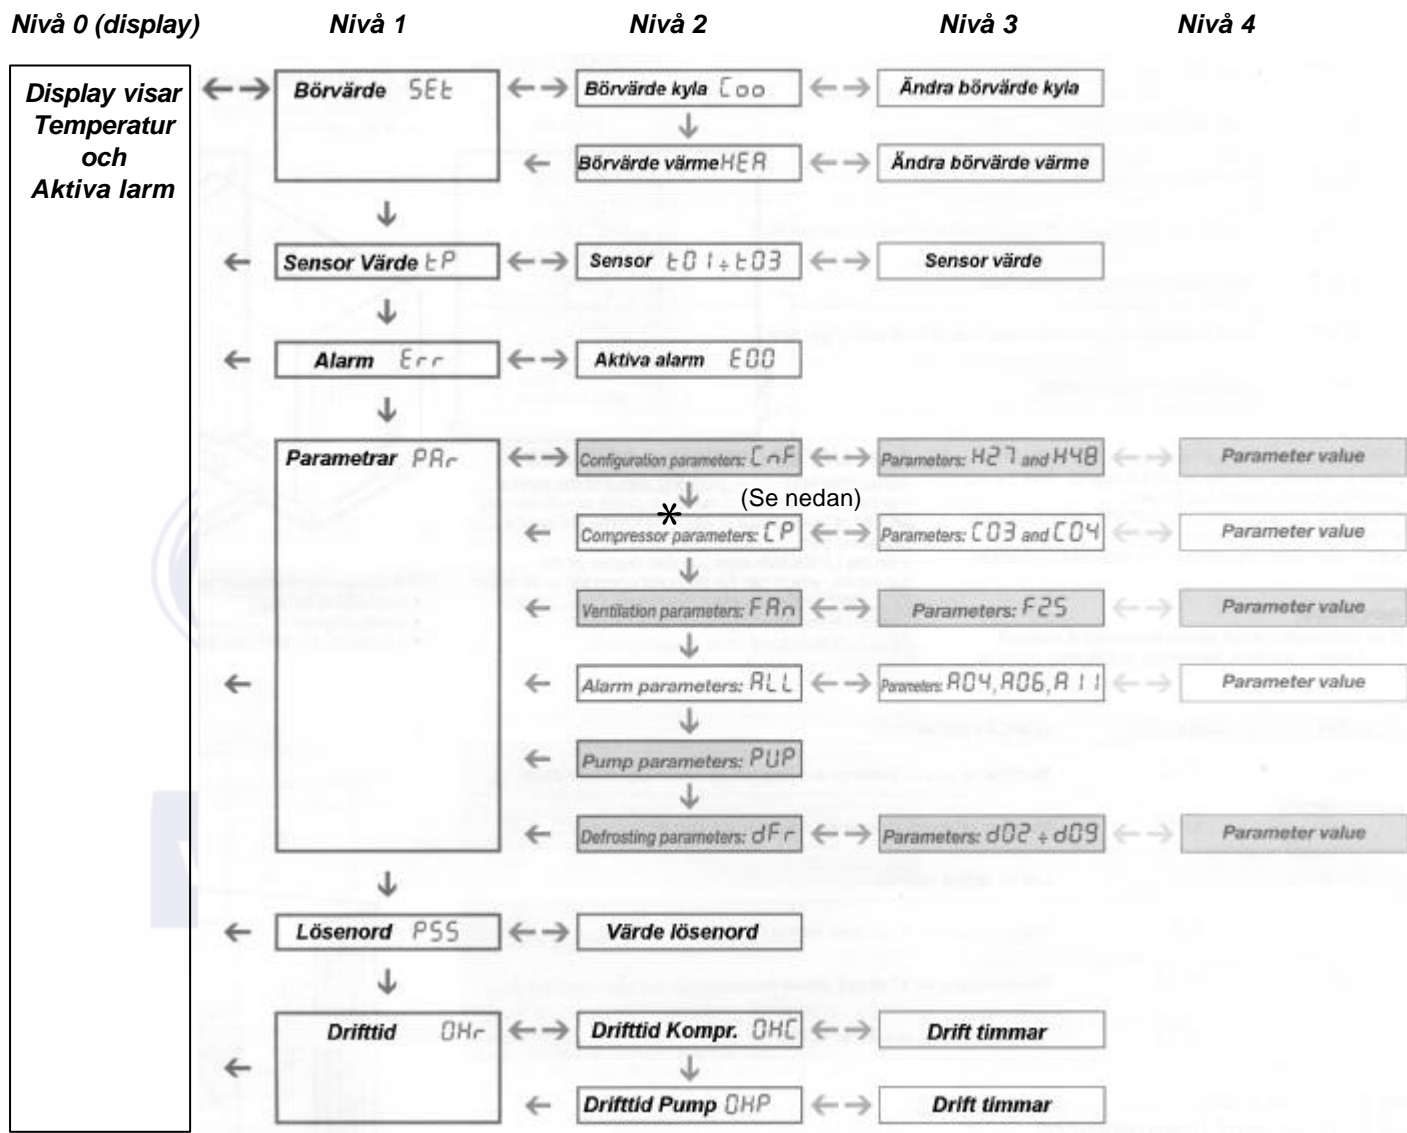 Nivå 0 (display) Nivå 1 Nivå 2 Nivå 3 Nivå 4
Display visar
Temperatur
och
Aktiva larm
Börvärde SEt Börvärde kyla Coo Ändra börvärde kyla
Börvärde värme HEA Ändra börvärde värme
Sensor Värde tP Sensor t01÷t03 Sensor värde
Alarm Err Aktiva alarm E00
Parametrar PAr Configuration parameters: CnF Parameters: H27 and H48 Parameter value
(Se nedan)
*
Compressor parameters: CP Parameters: C03 and C04 Parameter value
Ventilation parameters: FAn Parameters: F25 Parameter value
Alarm parameters: ALL Parameters: A04, A06, A11 Parameter value
Pump parameters: PUP
Defrosting parameters: dFr Parameters: d02÷d09 Parameter value
Lösenord PSS Värde lösenord
Drifttid OHr Drifttid Kompr. OHC Drift timmar
Drifttid Pump OHP Drift timmar